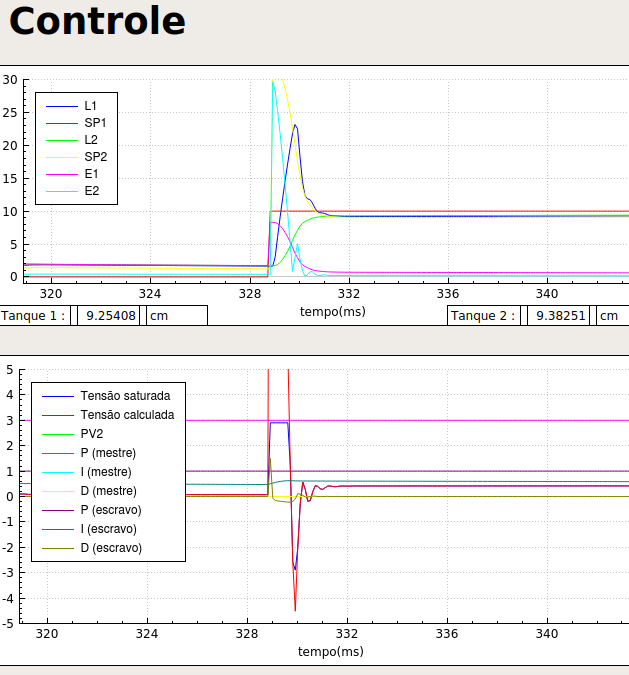 Controle
30
25
20
15
10
5
0
L1
SP1
L2
SP2
E1
E2
320 324 328 332 336 340
tempo(ms)
Tanque 1 : 9.25408 cm Tanque 2 : 9.38251 cm
5
4
3
2
1
0
-1
-2
-3
-4
-5
Tensão saturada
Tensão calculada
PV2
P (mestre)
I (mestre)
D (mestre)
P (escravo)
I (escravo)
D (escravo)
320 324 328 332 336 340
tempo(ms)